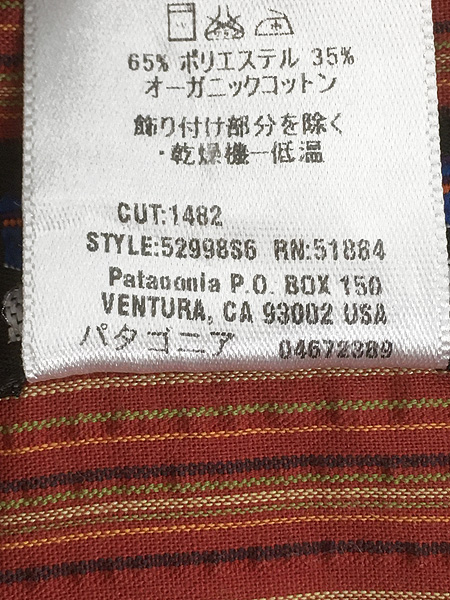 65% ポリエステル 35%
オーガニックコットン
飾り付け部分を除く
・乾燥機ー低温
CUT:1482
STYLE:52998S6 RN:51884
Patagonia P.O. BOX 150
VENTURA, CA 93002 USA
パタゴニア 04672389